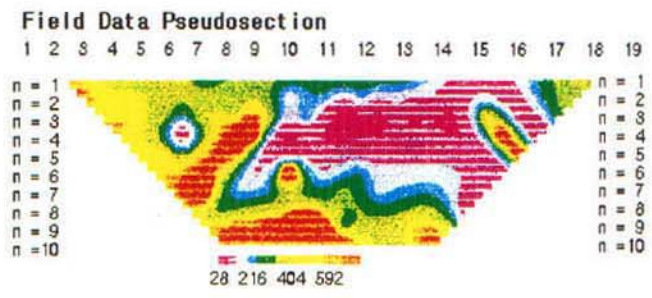 Field Data Pseudosection
1 2 3 4 5 6 7 8 9 10 11 12 13 14 15 16 17 18 19
n = 1 n = 1
n = 2 n = 2
n = 3 n = 3
n = 4 n = 4
n = 5 n = 5
n = 6 n = 6
n = 7 n = 7
n = 8 n = 8
n = 9 n = 9
n =10 n =10
28 216 404 592